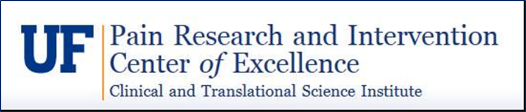 UF
Pain Research and Intervention
Center of Excellence
Clinical and Translational Science Institute